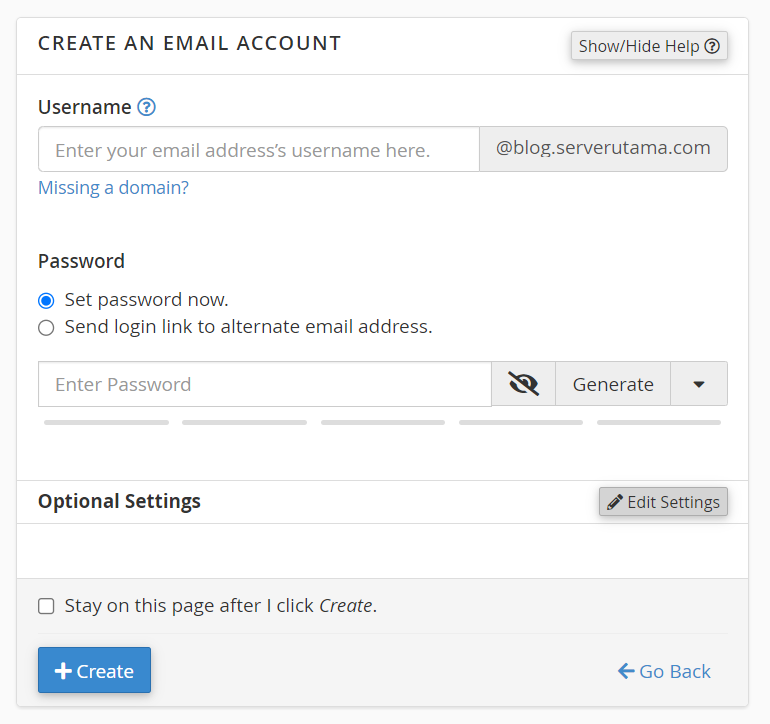 CREATE AN EMAIL ACCOUNT
Show/Hide Help
Username
Enter your email address’s username here.
@blog.serverutama.com
Missing a domain?
Password
Set password now.
Send login link to alternate email address.
Enter Password
Generate
Optional Settings
Edit Settings
Stay on this page after I click Create.
Create
Go Back